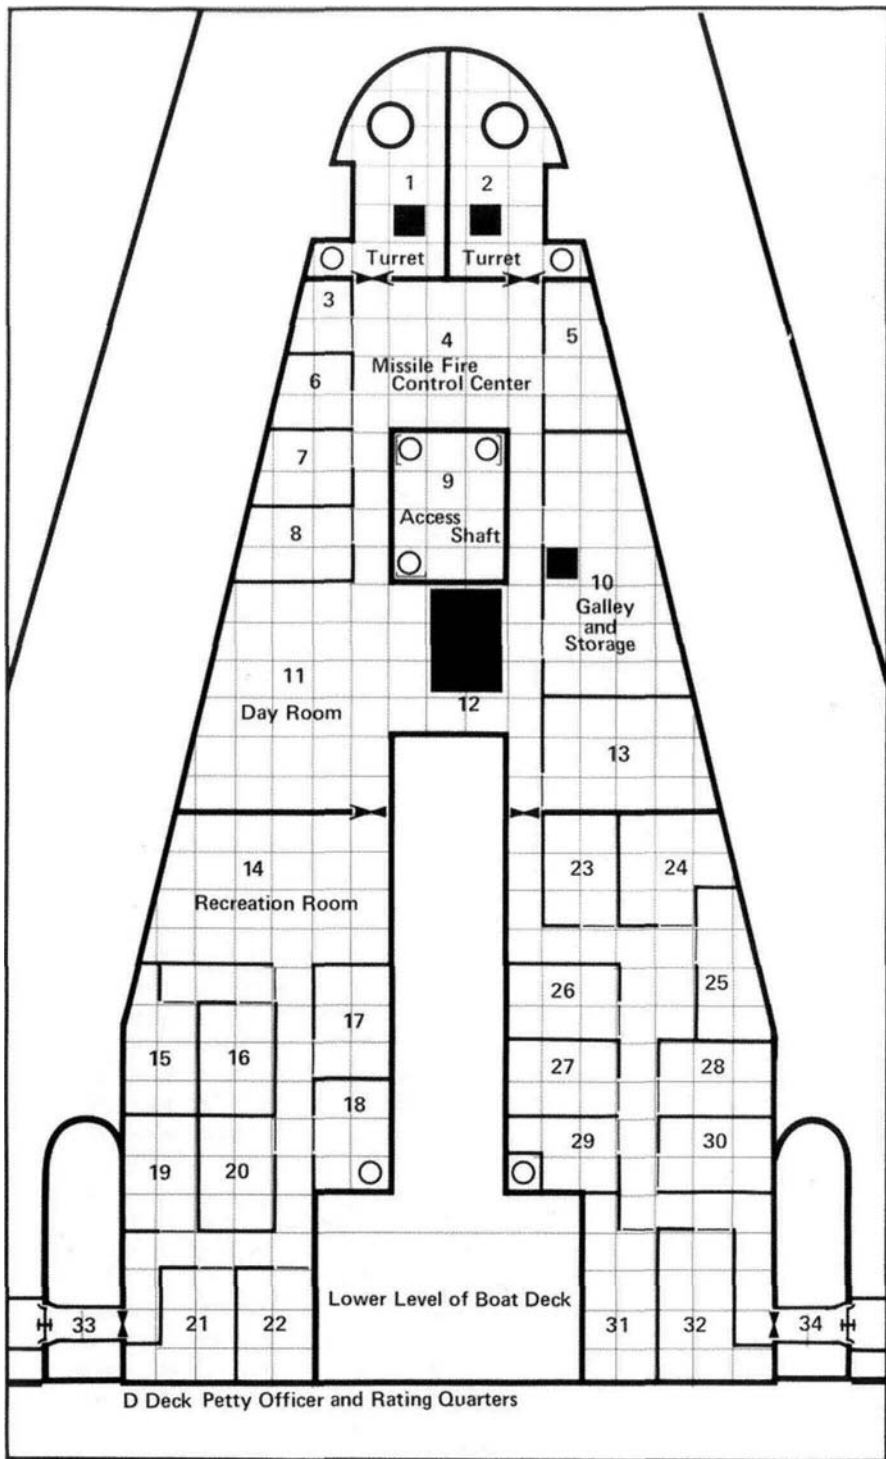 1 2
Turret Turret
3
4
5
Missile Fire
Control Center
6
7
9
Access
Shaft
8
10
Galley
and
Storage
11
12
Day Room
13
14
23 24
Recreation Room
25
26
17
15 16
27 28
18
29 30
19 20
Lower Level of Boat Deck
33 21 22 31 32 34
D Deck Petty Officer and Rating Quarters